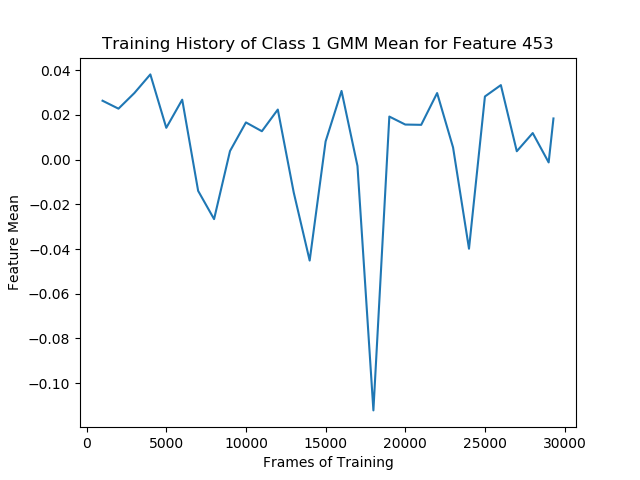 Training History of Class 1 GMM Mean for Feature 453
0.04
0.02
0.00
−0.02
−0.04
−0.06
−0.08
−0.10
Feature Mean
0 5000 10000 15000 20000 25000 30000
Frames of Training